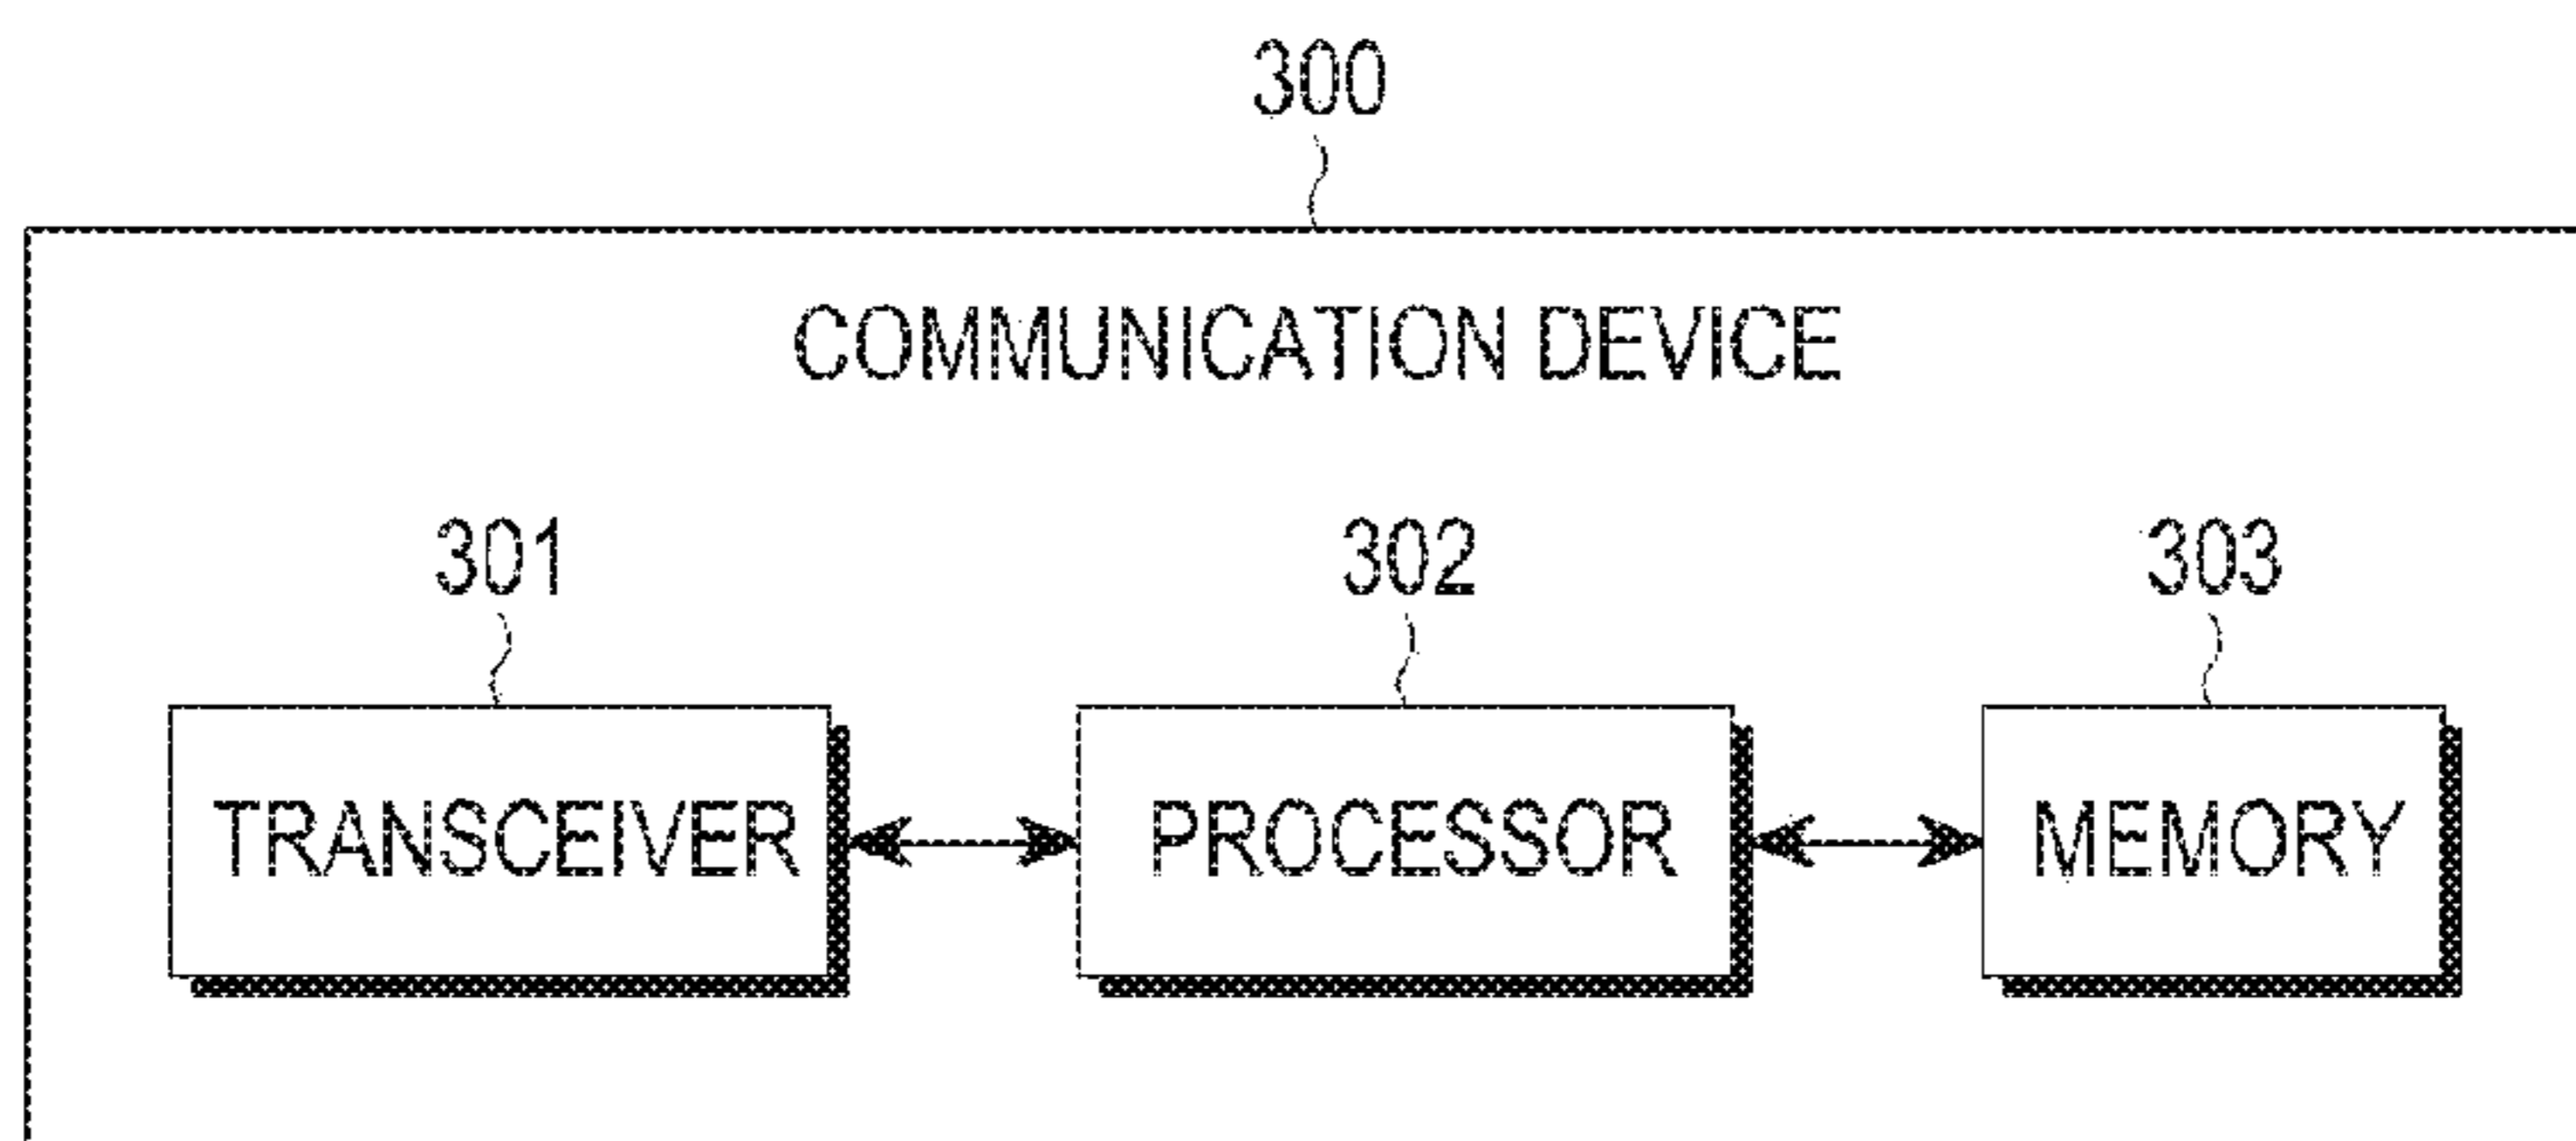 300
COMMUNICATION DEVICE
301 302 303
TRANSCEIVER PROCESSOR MEMORY